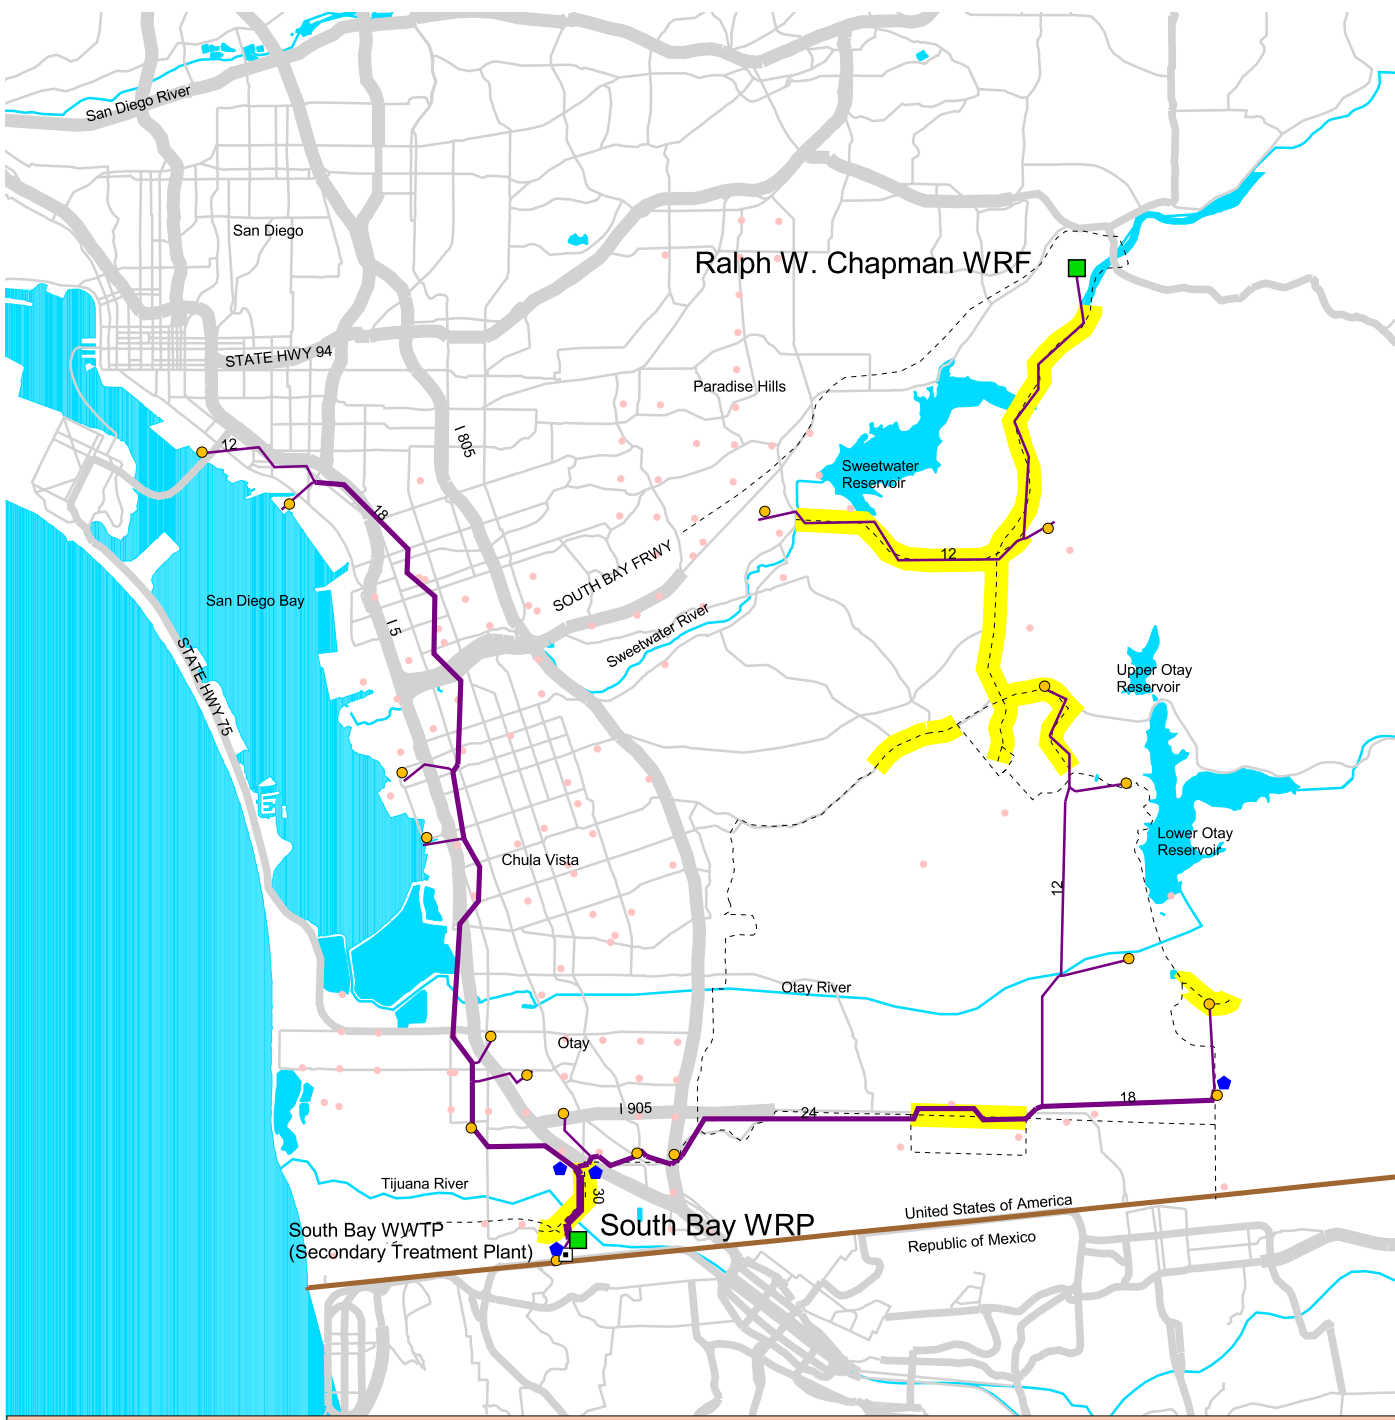 San Diego River
San Diego
Ralph W. Chapman WRF
STATE HWY 94
Paradise Hills
12
I 805
Sweetwater
Reservoir
18
12
SOUTH BAY FRWY
San Diego Bay
I 5
Sweetwater River
STATE HWY 75
Upper Otay
Reservoir
Lower Otay
Reservoir
Chula Vista
12
Otay River
Otay
I 905
24
18
Tijuana River
30
United States of America
South Bay WRP
South Bay WWTP
(Secondary Treatment Plant)
Republic of Mexico